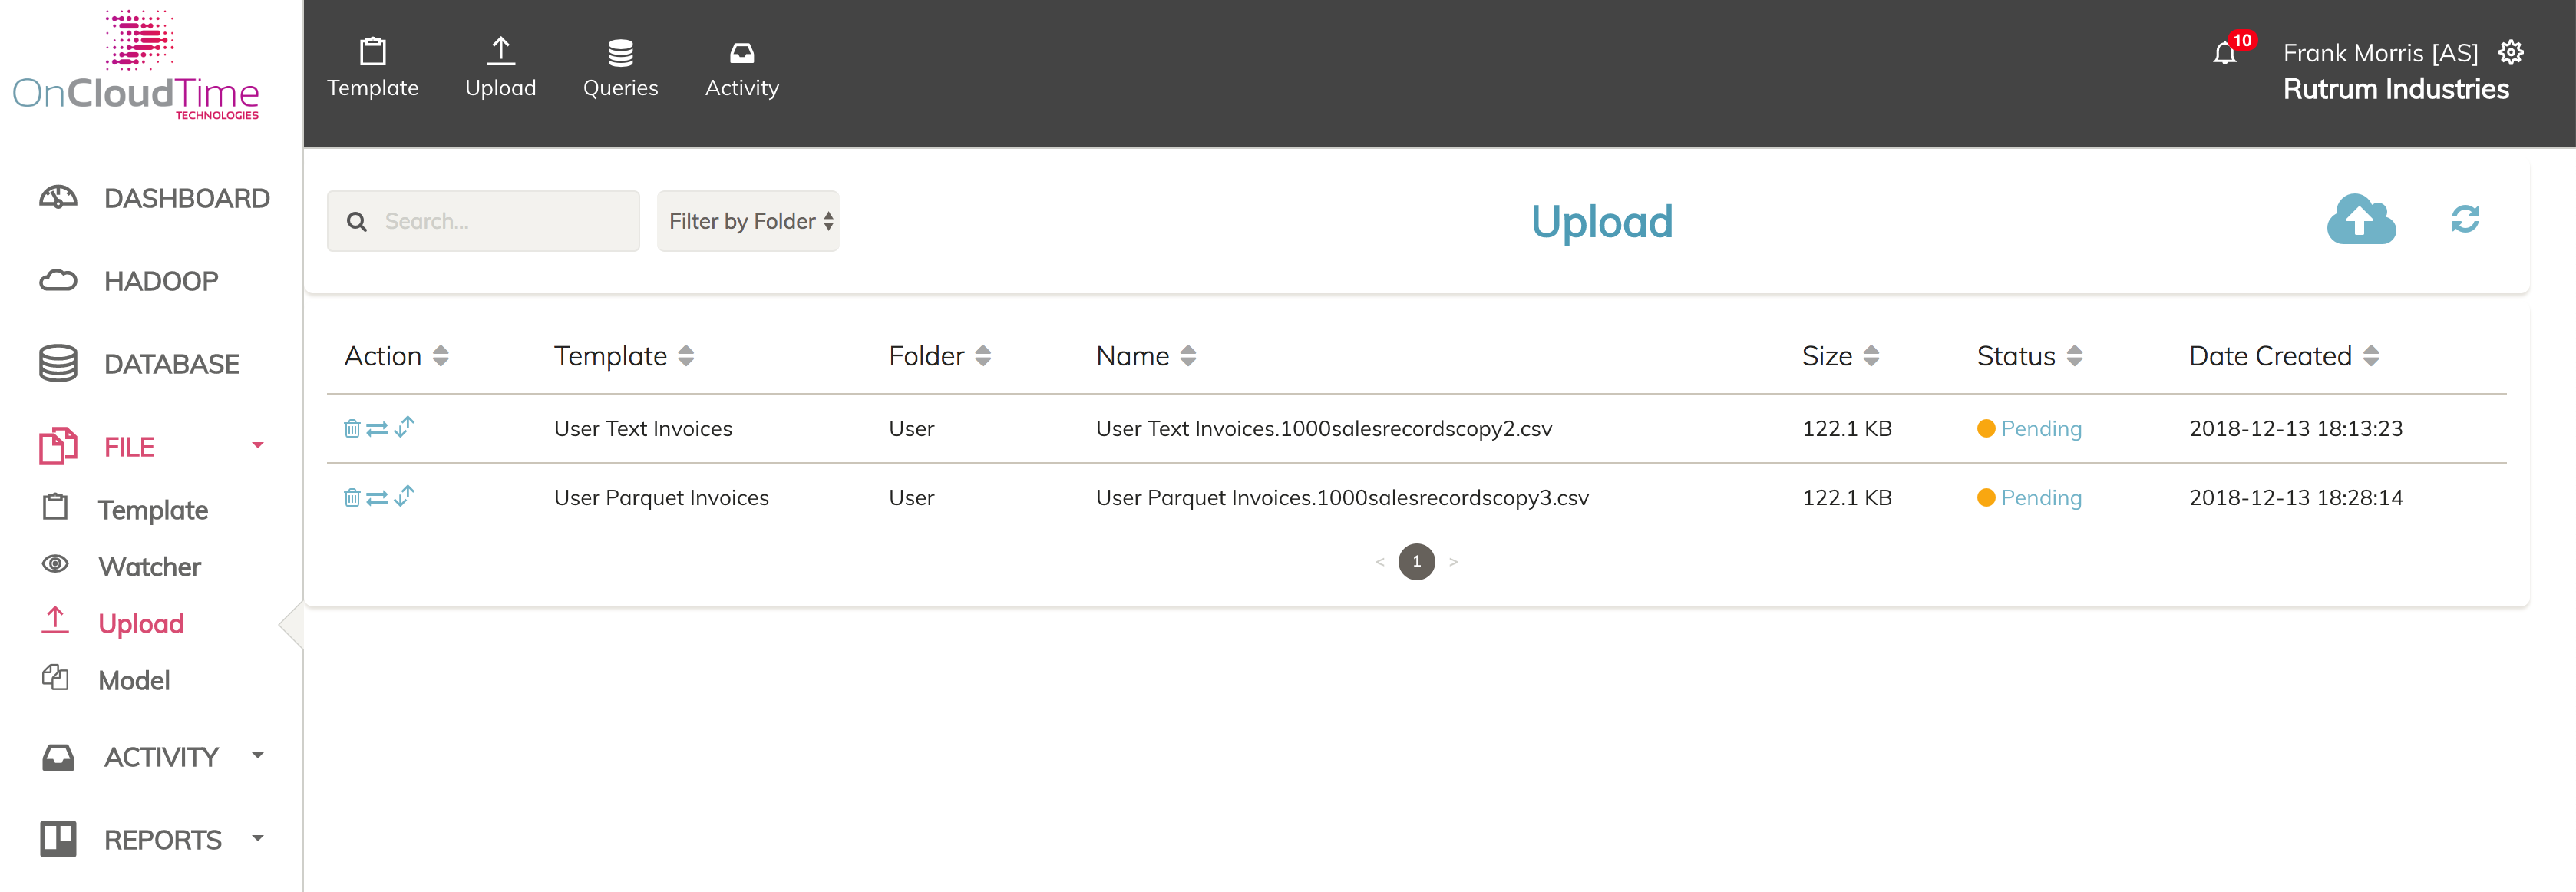 OnCloudTime
TECHNOLOGIES
Template
Upload
Queries
Activity
10
Frank Morris [AS]
Rutrum Industries
DASHBOARD
HADOOP
DATABASE
FILE
Template
Watcher
Upload
Model
ACTIVITY
REPORTS
Search...
Filter by Folder
Upload
Action Template Folder Name Size Status Date Created
User Text Invoices User User Text Invoices.1000salesrecordscopy2.csv 122.1 KB Pending 2018-12-13 18:13:23
User Parquet Invoices User User Parquet Invoices.1000salesrecordscopy3.csv 122.1 KB Pending 2018-12-13 18:28:14
< 1 >